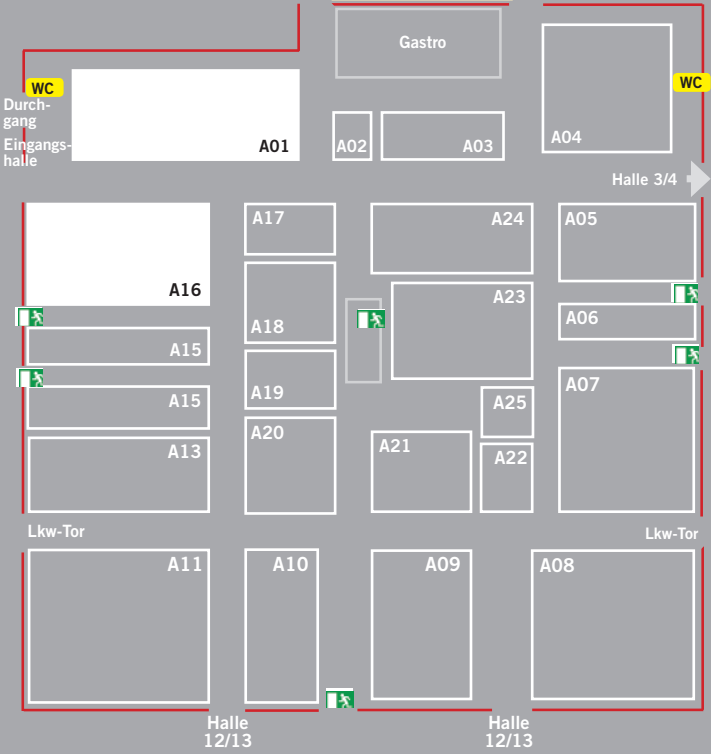 Gastro
WC
WC
Durch-
gang
Eingangs-
halle
A01
A02
A03
A04
Halle 3/4
A17
A24
A05
A16
A18
A23
A06
A15
A19
A07
A15
A20
A25
A21
A13
A22
Lkw-Tor
Lkw-Tor
A11
A10
A09
A08
Halle
12/13
Halle
12/13